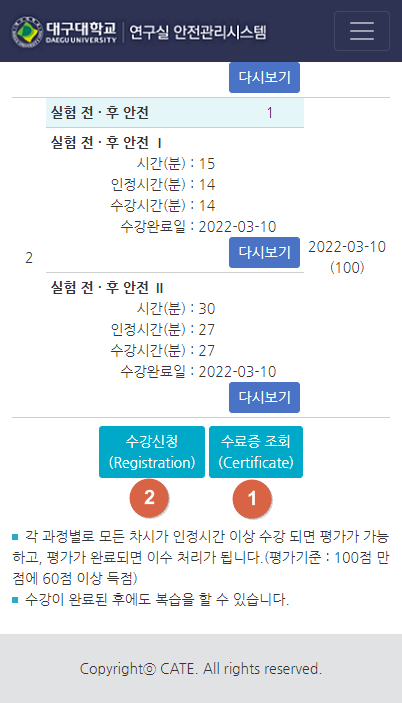 대구대학교 DAEGU UNIVERSITY 연구실 안전관리시스템
다시보기
실험 전 · 후 안전 1
실험 전 · 후 안전 Ⅰ
시간(분) : 15
인정시간(분) : 14
수강시간(분) : 14
수강완료일 : 2022-03-10
다시보기
2
2022-03-10
(100)
실험 전 · 후 안전 Ⅱ
시간(분) : 30
인정시간(분) : 27
수강시간(분) : 27
수강완료일 : 2022-03-10
다시보기
수강신청
(Registration)
수료증 조회
(Certificate)
2
1
각 과정별로 모든 차시가 인정시간 이상 수강 되면 평가가 가능
하고, 평가가 완료되면 이수 처리가 됩니다.(평가기준 : 100점 만
점에 60점 이상 득점)
수강이 완료된 후에도 복습을 할 수 있습니다.
Copyrightⓒ CATE. All rights reserved.